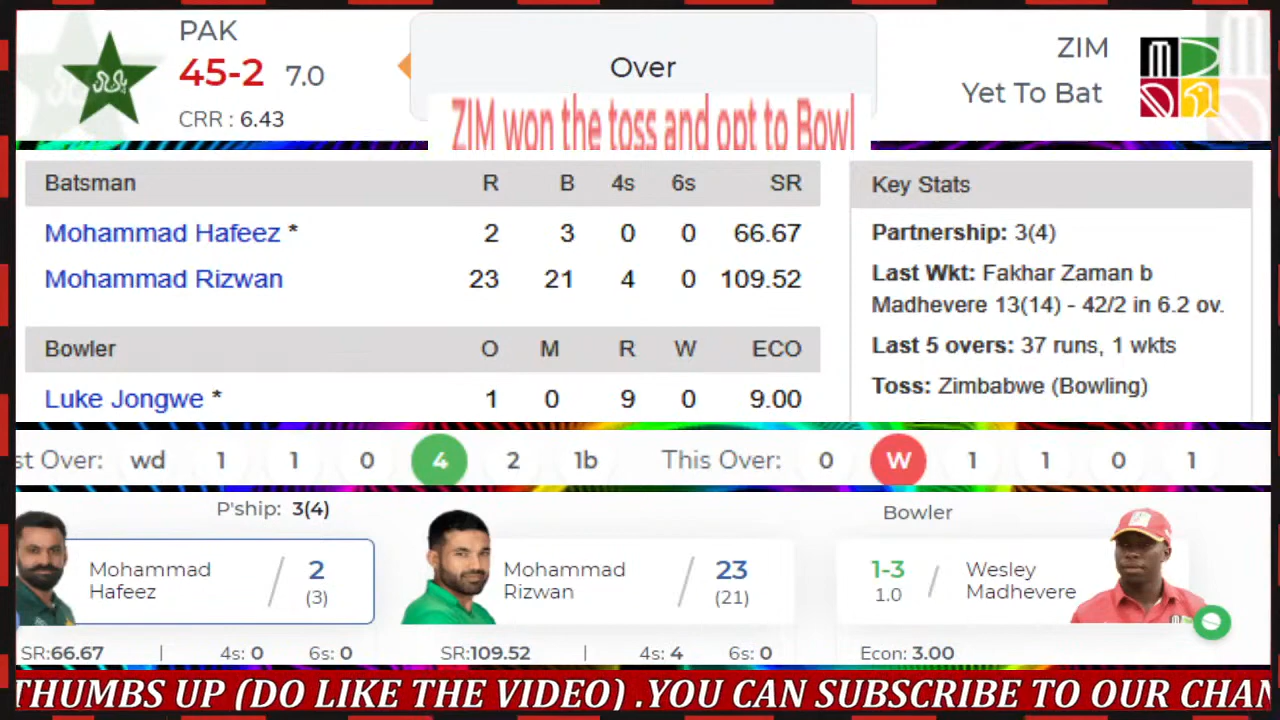 PAK
45-2 7.0
CRR : 6.43
Over
ZIM won the toss and opt to Bowl
ZIM
Yet To Bat
Batsman R B 4s 6s SR
Mohammad Hafeez * 2 3 0 0 66.67
Mohammad Rizwan 23 21 4 0 109.52
Bowler O M R W ECO
Luke Jongwe * 1 0 9 0 9.00
Key Stats
Partnership: 3(4)
Last Wkt: Fakhar Zaman b
Madhevere 13(14) - 42/2 in 6.2 ov.
Last 5 overs: 37 runs, 1 wkts
Toss: Zimbabwe (Bowling)
st Over: wd 1 1 0 4 2 1b This Over: 0 W 1 1 0 1
P'ship: 3(4)
Mohammad
Hafeez
2
(3)
SR:66.67 | 4s: 0 6s: 0
Mohammad
Rizwan
23
(21)
SR:109.52 | 4s: 4 6s: 0
Bowler
1-3
1.0
Wesley
Madhevere
Econ: 3.00
THUMBS UP (DO LIKE THE VIDEO) .YOU CAN SUBSCRIBE TO OUR CHAN